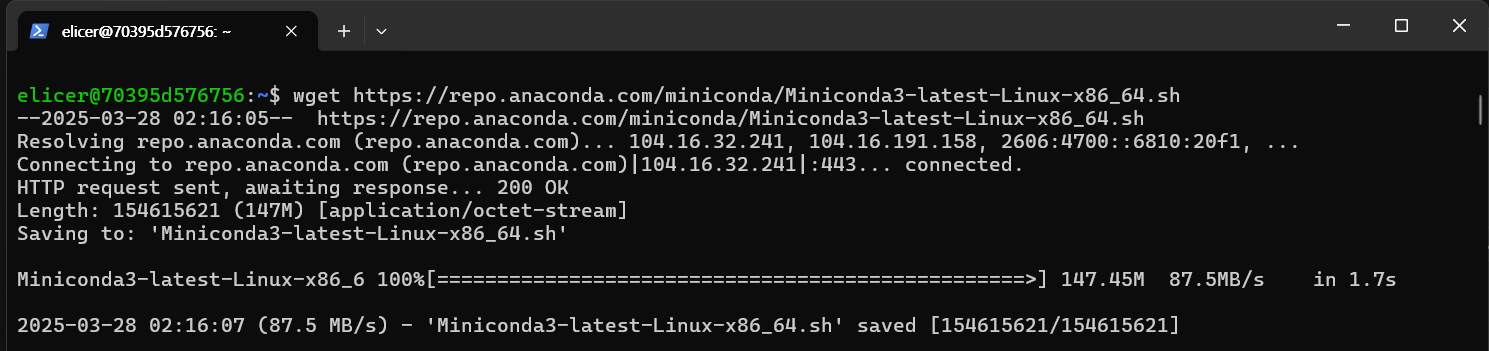 elicer@70395d576756: ~
elicer@70395d576756:~$ wget https://repo.anaconda.com/miniconda/Miniconda3-latest-Linux-x86_64.sh
--2025-03-28 02:16:05--  https://repo.anaconda.com/miniconda/Miniconda3-latest-Linux-x86_64.sh
Resolving repo.anaconda.com (repo.anaconda.com)... 104.16.32.241, 104.16.191.158, 2606:4700::6810:20f1, ...
Connecting to repo.anaconda.com (repo.anaconda.com)|104.16.32.241|:443... connected.
HTTP request sent, awaiting response... 200 OK
Length: 154615621 (147M) [application/octet-stream]
Saving to: 'Miniconda3-latest-Linux-x86_64.sh'
Miniconda3-latest-Linux-x86_6 100%[=================================================>] 147.45M  87.5MB/s    in 1.7s
2025-03-28 02:16:07 (87.5 MB/s) - 'Miniconda3-latest-Linux-x86_64.sh' saved [154615621/154615621]